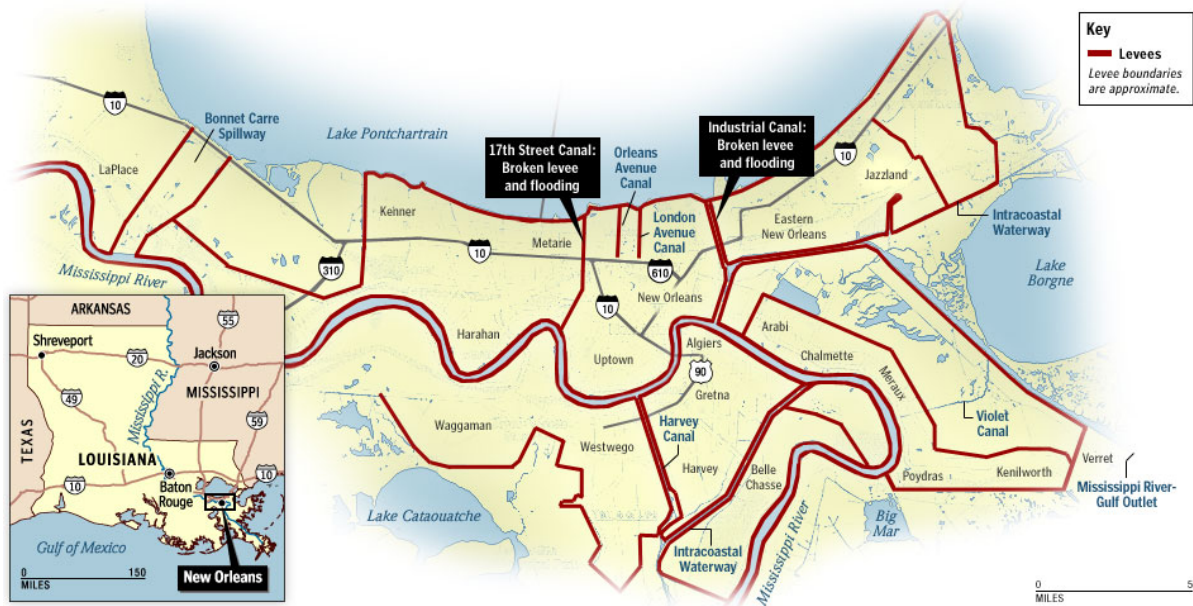 Key
Levees
Levee boundaries
are approximate.
10
Bonnet Carre
Spillway
Lake Pontchartrain
17th Street Canal:
Broken levee
and flooding
Orleans
Avenue
Canal
Industrial Canal:
Broken levee
and flooding
10
Jazzland
LaPlace
Kenner
Metarie
London
Avenue
Canal
Eastern
New Orleans
Intracoastal
Waterway
310
10
610
Mississippi River
New Orleans
Lake
Borgne
10
Harahan
Uptown
Algiers
Arabi
Chalmette
Meraux
90
Gretna
Violet
Canal
Waggaman
Westwego
Harvey
Canal
Harvey
Belle
Chasse
Poydras
Kenilworth
Verret
Mississippi River-
Gulf Outlet
Lake Cataouatche
Big
Mar
Intracoastal
Waterway
Mississippi River
0
5
MILES
ARKANSAS
55
Shreveport
20
Jackson
Mississippi R.
MISSISSIPPI
49
59
TEXAS
LOUISIANA
10
Baton
Rouge
10
Gulf of Mexico
0
150
MILES
New Orleans